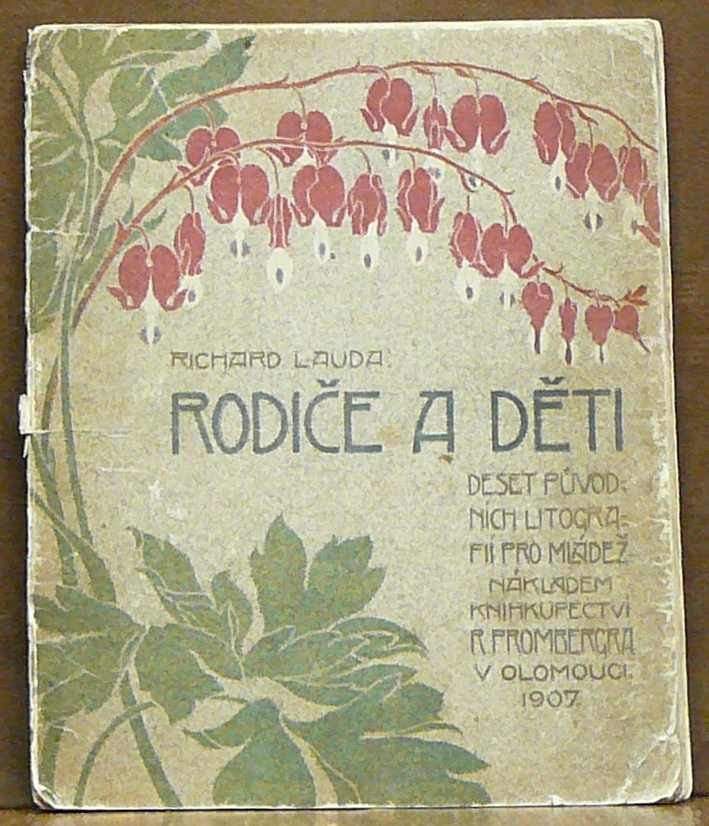 RICHARD LAUDA:
RODIČE A DĚTI
DESET PŮVOD-
NÍCH LITOGRA-
FIÍ PRO MLÁDEŽ
NÁKLADEM
KNIHKUPECTVÍ
R. PROMBERGRA
V OLOMOUCI.
1907.